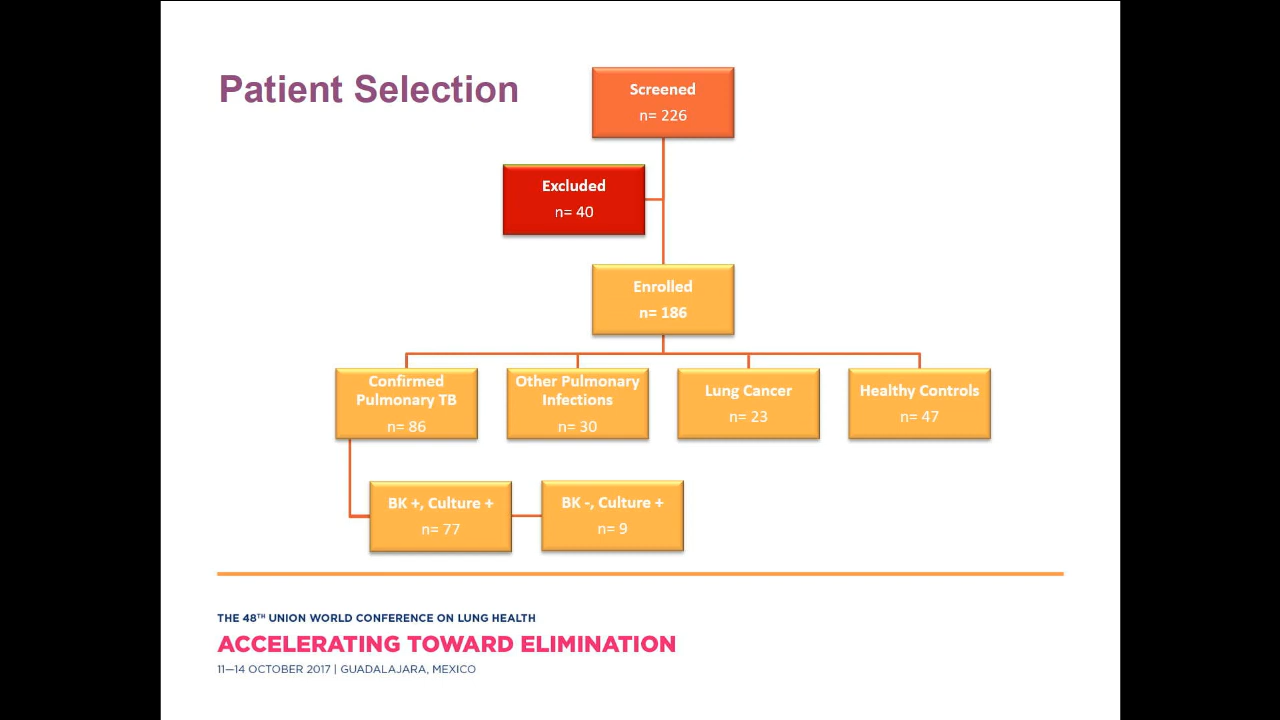 Patient Selection
Screened
n= 226
Excluded
n= 40
Enrolled
n= 186
Confirmed
Pulmonary TB
n= 86
Other Pulmonary
Infections
n= 30
Lung Cancer
n= 23
Healthy Controls
n= 47
BK +, Culture +
n= 77
BK -, Culture +
n= 9
THE 48TH UNION WORLD CONFERENCE ON LUNG HEALTH
ACCELERATING TOWARD ELIMINATION
11—14 OCTOBER 2017 | GUADALAJARA, MEXICO